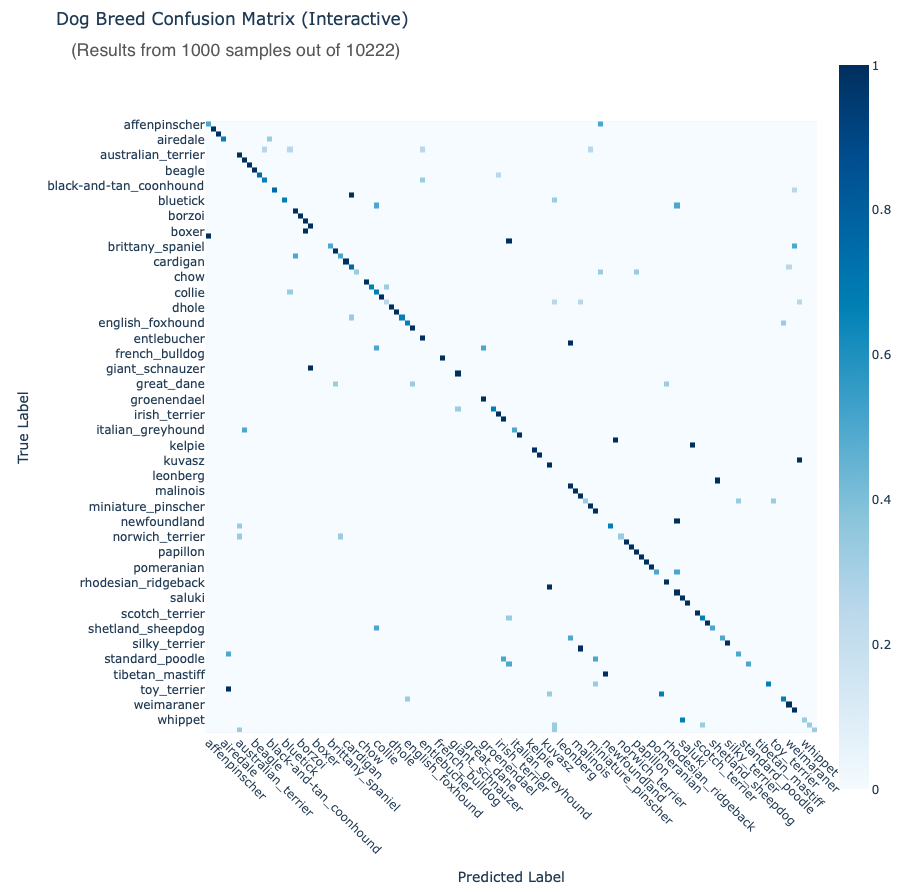 Dog Breed Confusion Matrix (Interactive)
(Results from 1000 samples out of 10222)
1
0.8
0.6
0.4
0.2
0
True Label
affenpinscher
airedale
australian_terrier
beagle
black-and-tan_coonhound
bluetick
borzoi
boxer
brittany_spaniel
cardigan
chow
collie
dhole
english_foxhound
entlebucher
french_bulldog
giant_schnauzer
great_dane
groenendael
irish_terrier
italian_greyhound
kelpie
kuvasz
leonberg
malinois
miniature_pinscher
newfoundland
norwich_terrier
papillon
pomeranian
rhodesian_ridgeback
saluki
scotch_terrier
shetland_sheepdog
silky_terrier
standard_poodle
tibetan_mastiff
toy_terrier
weimaraner
whippet
affenpinscher
airedale
australian_terrier
beagle
black-and-tan_coonhound
bluetick
borzoi
boxer
brittany_spaniel
cardigan
chow
collie
dhole
english_foxhound
entlebucher
french_bulldog
giant_schnauzer
great_dane
groenendael
irish_terrier
italian_greyhound
kelpie
kuvasz
leonberg
malinois
miniature_pinscher
newfoundland
norwich_terrier
papillon
pomeranian
rhodesian_ridgeback
saluki
scotch_terrier
shetland_sheepdog
silky_terrier
standard_poodle
tibetan_mastiff
toy_terrier
weimaraner
whippet
Predicted Label